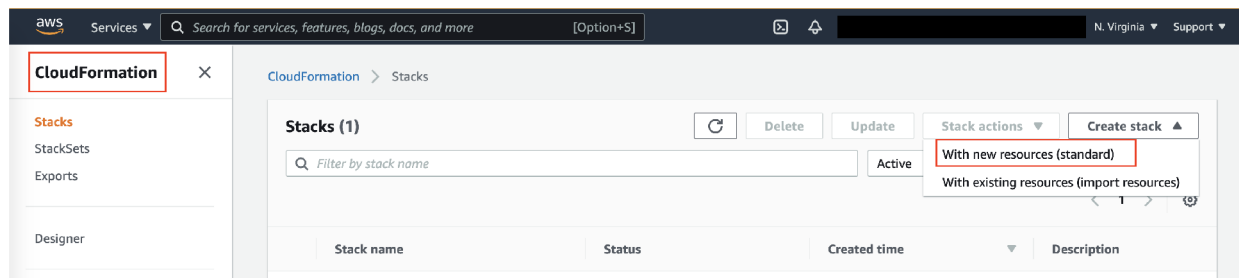 aws Services ▼ Search for services, features, blogs, docs, and more [Option+S] N. Virginia ▼ Support ▼
CloudFormation ✕
Stacks
StackSets
Exports
Designer
CloudFormation > Stacks
Stacks (1)
Delete Update Stack actions ▼ Create stack ▲
Filter by stack name Active
With new resources (standard)
With existing resources (import resources)
< 1 >
Stack name Status Created time ▼ Description